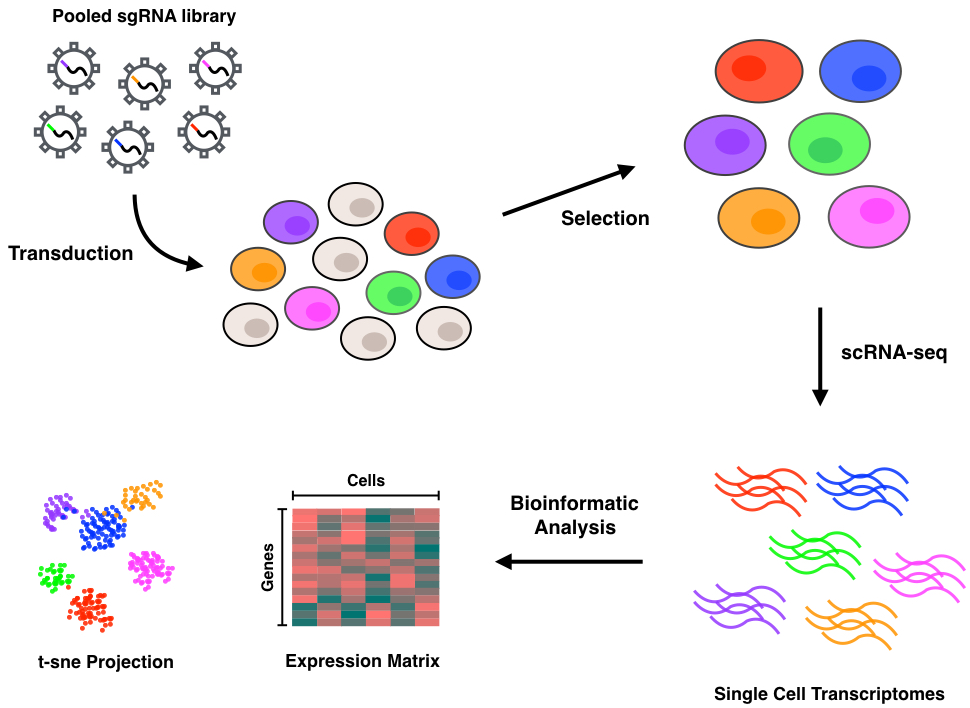 Pooled sgRNA library
Transduction
Selection
scRNA-seq
Single Cell Transcriptomes
Bioinformatic
Analysis
Cells
Genes
Expression Matrix
t-sne Projection